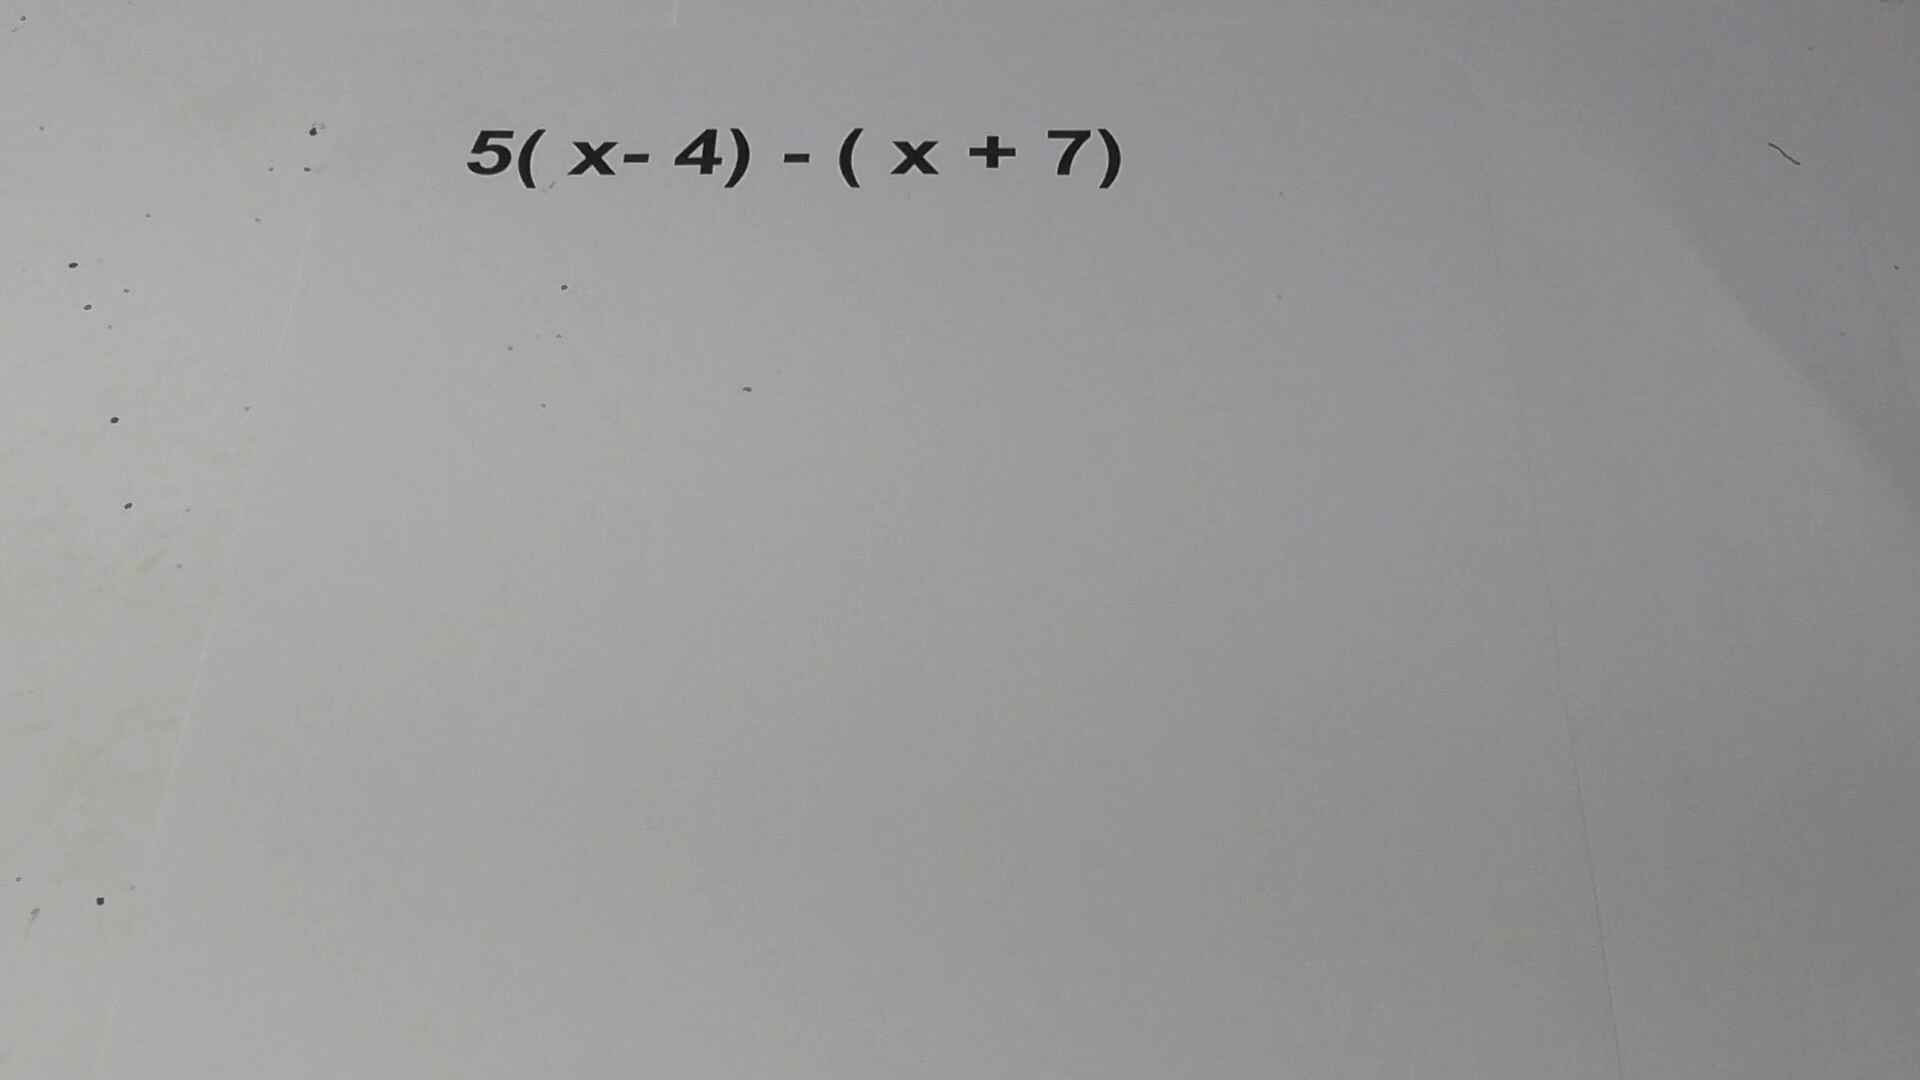 5( x- 4) - ( x + 7)